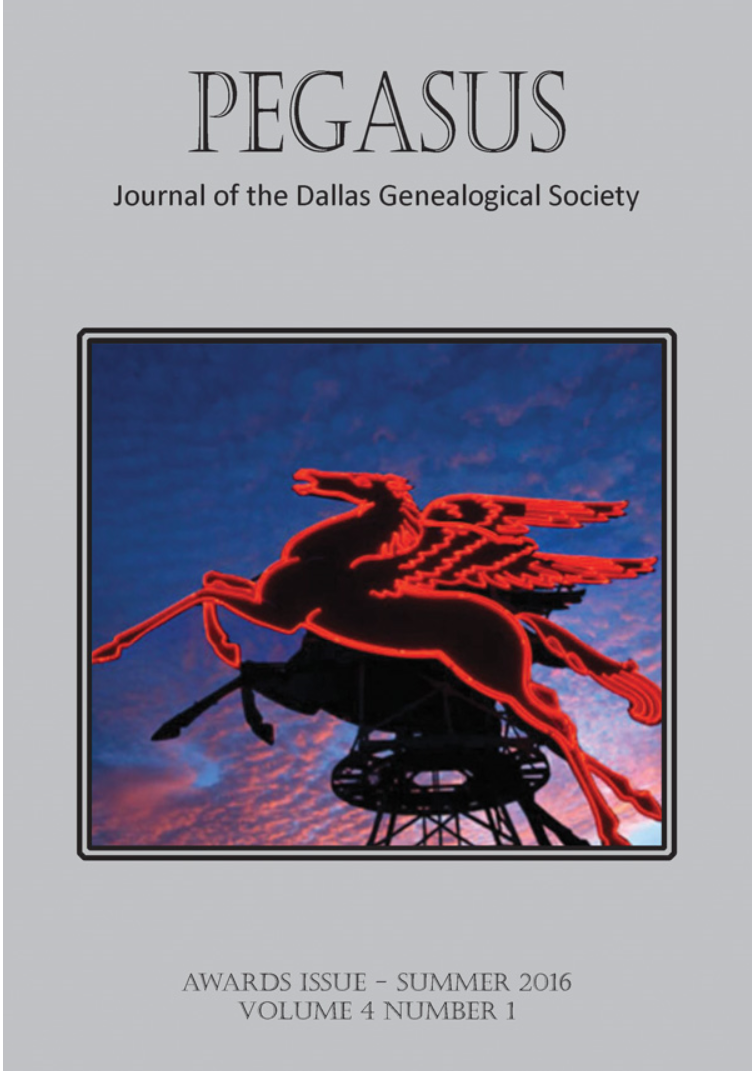 PEGASUS
Journal of the Dallas Genealogical Society
AWARDS ISSUE – SUMMER 2016
VOLUME 4 NUMBER 1